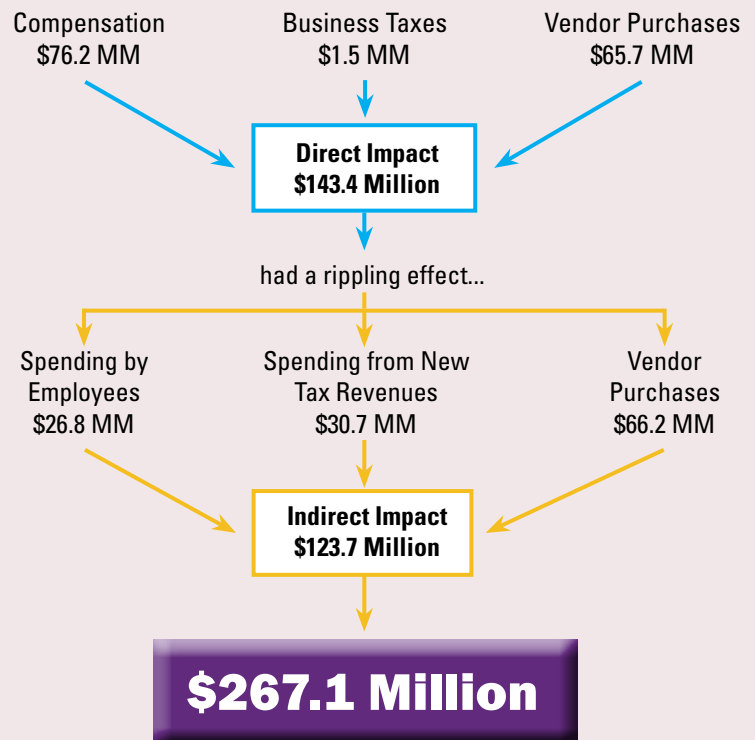 Compensation
$76.2 MM
Business Taxes
$1.5 MM
Vendor Purchases
$65.7 MM
Direct Impact
$143.4 Million
had a rippling effect...
Spending by
Employees
$26.8 MM
Spending from New
Tax Revenues
$30.7 MM
Vendor
Purchases
$66.2 MM
Indirect Impact
$123.7 Million
$267.1 Million